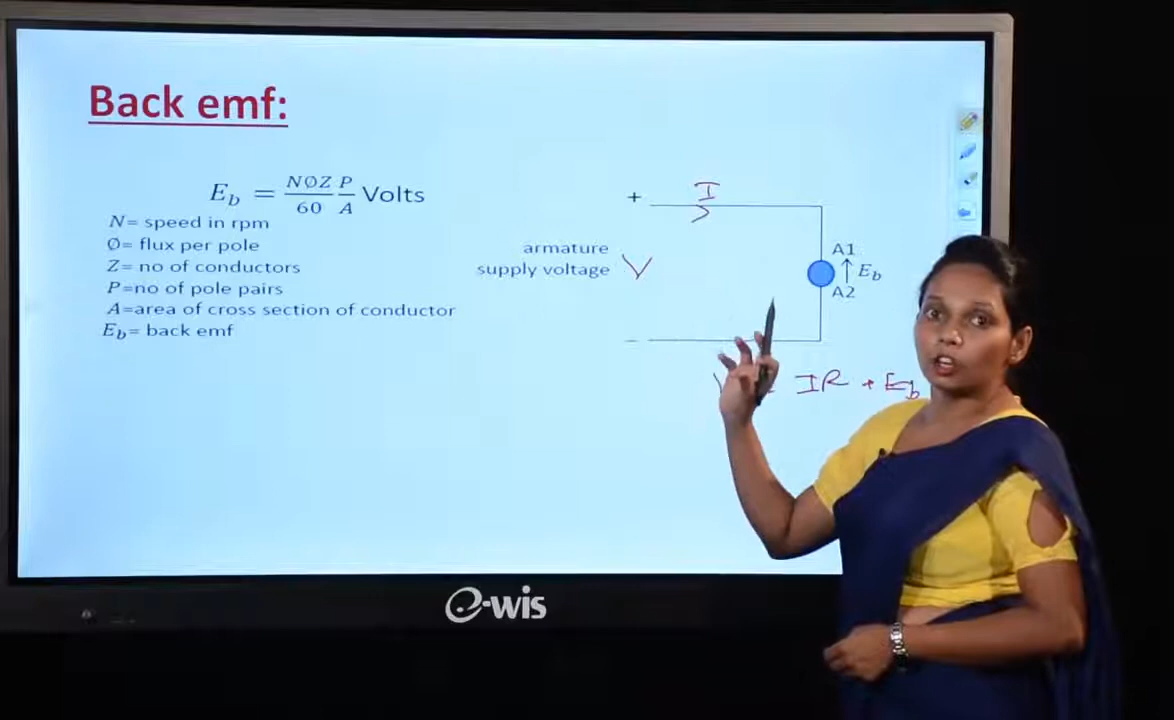 Back emf:
E_b = NØZ/60 P/A Volts
N= speed in rpm
Ø= flux per pole
Z= no of conductors
P=no of pole pairs
A=area of cross section of conductor
E_b= back emf
+ I
armature
supply voltage V
A1
E_b
A2
−
IR + E_b
e-wis